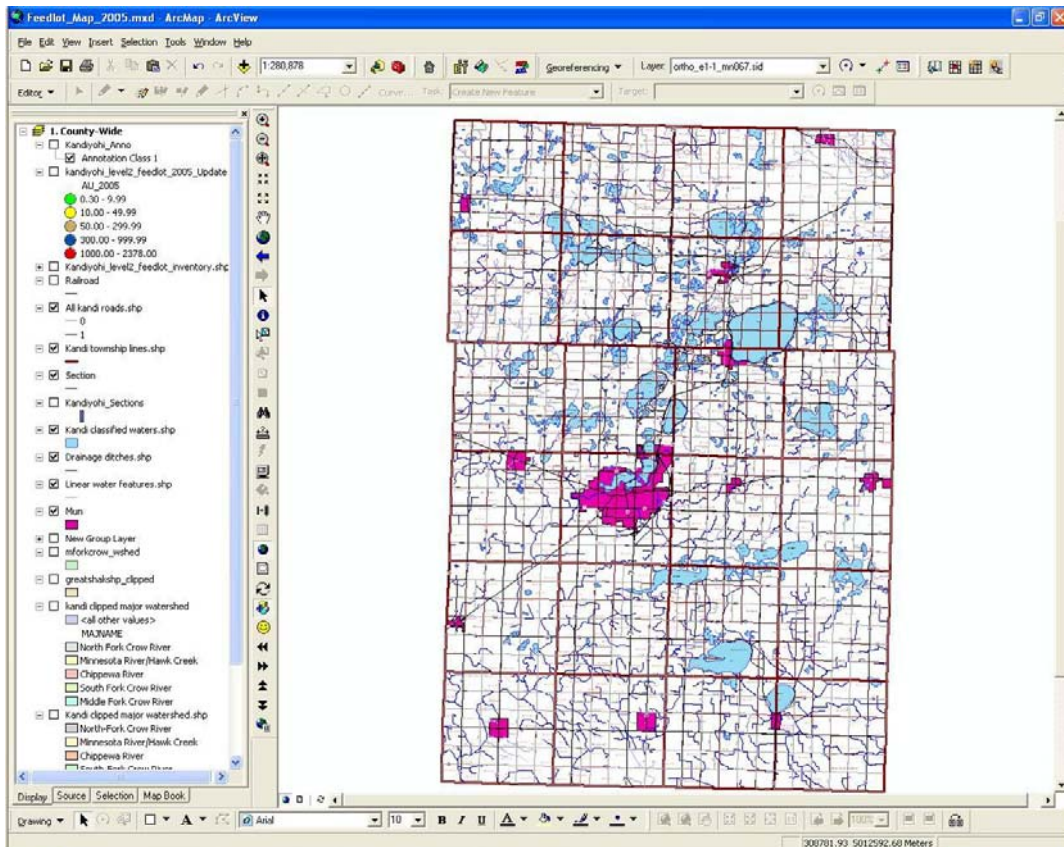 Feedlot_Map_2005.mxd - ArcMap - ArcView
File Edit View Insert Selection Tools Window Help
1:280,878
Georeferencing
Layer: ortho_e1-1_mn067.sid
Editor
Curve...
Task: Create New Feature
Target:
1. County-Wide
Kandiyohi_Anno
Annotation Class 1
kandiyohi_level2_feedlot_2005_Update
AU_2005
0.30 - 9.99
10.00 - 49.99
50.00 - 299.99
300.00 - 999.99
1000.00 - 2378.00
Kandiyohi_level2_feedlot_inventory.shp
Railroad
All kandi roads.shp
0
1
Kandi township lines.shp
Section
Kandiyohi_Sections
Kandi classified waters.shp
Drainage ditches.shp
Linear water features.shp
Mun
New Group Layer
mforkcrow_wshed
greatshakshp_clipped
kandi clipped major watershed
<all other values>
MAJNAME
North Fork Crow River
Minnesota River/Hawk Creek
Chippewa River
South Fork Crow River
Middle Fork Crow River
Kandi clipped major watershed.shp
North-Fork Crow River
Minnesota River/Hawk Creek
Chippewa River
South Fork Crow River
Display Source Selection Map Book
Drawing
A
Arial
10
B I U A
100%
308781.93 5012592.68 Meters